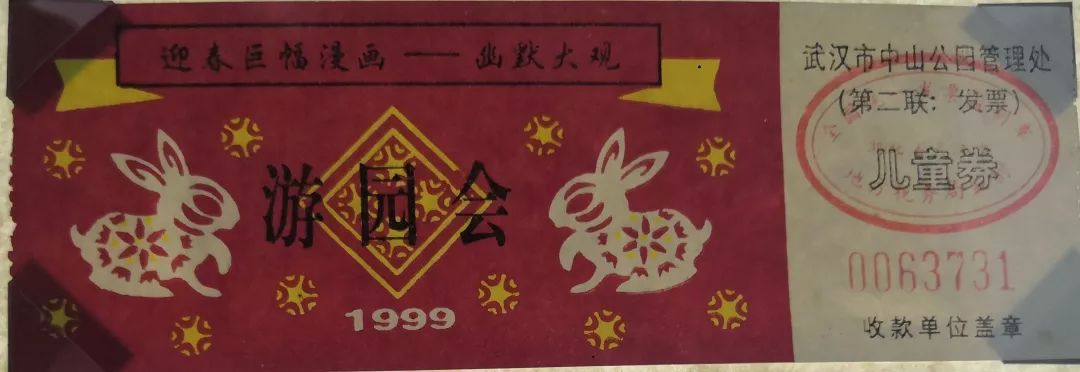 迎春巨幅漫画——幽默大观
游园会
1999
武汉市中山公园管理处
(第二联：发票)
儿童券
0063731
收款单位盖章